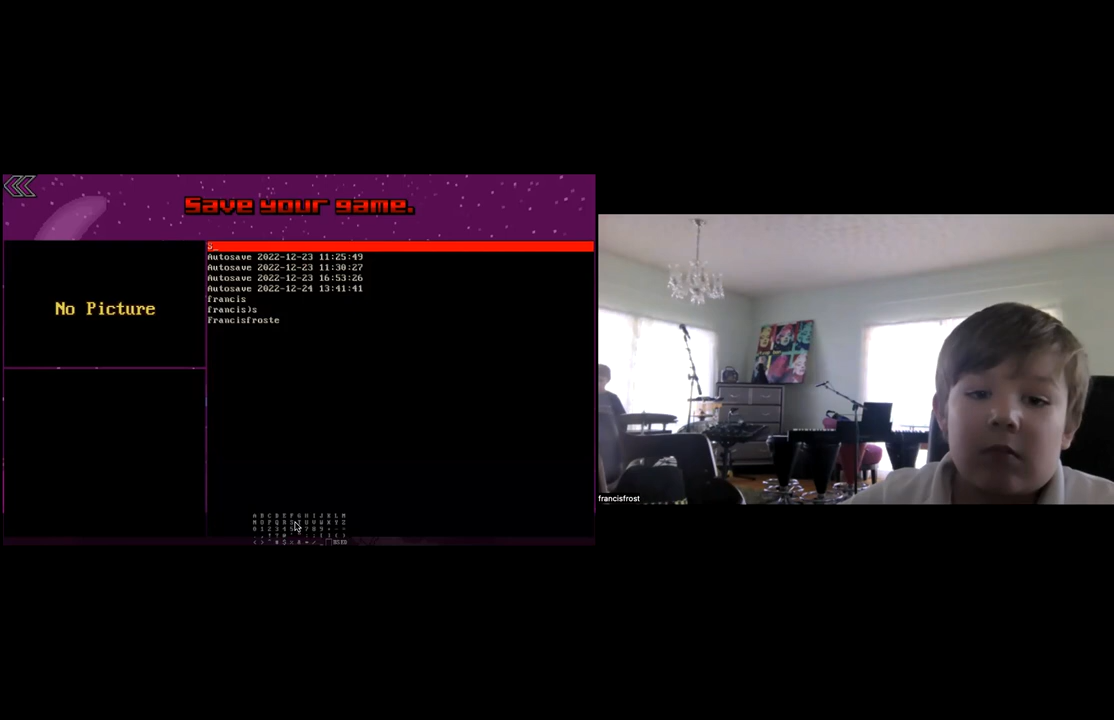 Save your game.
S_
Autosave 2022-12-23 11:25:49
Autosave 2022-12-23 11:30:27
Autosave 2022-12-23 16:53:26
Autosave 2022-12-24 13:41:41
francis
francis)s
Francisfroste
No Picture
A B C D E F G H I J K L M
francisfrost